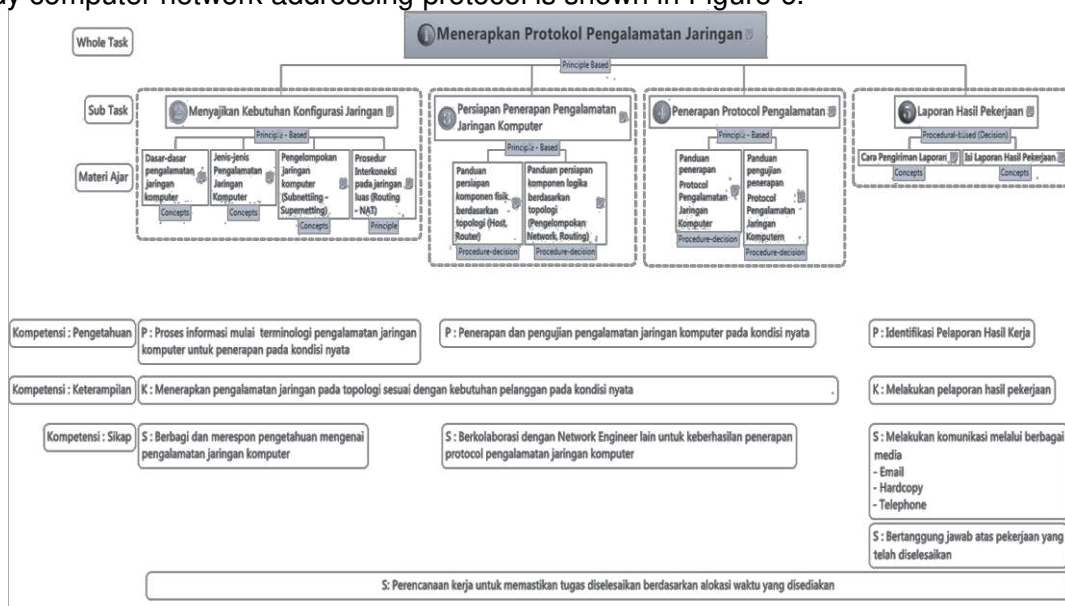 ay computer network addressing protocol is shown in Figure
Whole Task
1 Menerapkan Protokol Pengalamatan Jaringan
Principle Based
Sub Task
2 Menyajikan Kebutuhan Konfigurasi Jaringan
Principle - Based
3 Persiapan Penerapan Pengalamatan
Jaringan Komputer
Principle - Based
4 Penerapan Protocol Pengalamatan
Principle - Based
5 Laporan Hasil Pekerjaan
Procedural-based (Decision)
Materi Ajar
Dasar-dasar
pengalamatan
jaringan
komputer
Concepts
Jenis-jenis
Pengalamatan
Jaringan
Komputer
Concepts
Pengelompokan
jaringan
komputer
(Subnettiing -
Supernetting)
Concepts
Prosedur
Interkoneksi
pada jaringan
luas (Routing
- NAT)
Principle
Panduan
persiapan
komponen fisik
berdasarkan
topologi (Host,
Router)
Procedure-decision
Panduan persiapan
komponen logika
berdasarkan
topologi
(Pengelompokan
Network, Routing)
Procedure-decision
Panduan
penerapan
Protocol
Pengalamatan
Jaringan
Komputer
Procedure-decision
Panduan
pengujian
penerapan
Protocol
Pengalamatan
Jaringan
Komputern
Procedure-decision
Cara Pengiriman Laporan
Concepts
Isi Laporan Hasil Pekerjaan
Concepts
Kompetensi : Pengetahuan
P : Proses informasi mulai terminologi pengalamatan jaringan
komputer untuk penerapan pada kondisi nyata
P : Penerapan dan pengujian pengalamatan jaringan komputer pada kondisi nyata
P : Identifikasi Pelaporan Hasil Kerja
Kompetensi : Keterampilan
K : Menerapkan pengalamatan jaringan pada topologi sesuai dengan kebutuhan pelanggan pada kondisi nyata
K : Melakukan pelaporan hasil pekerjaan
Kompetensi : Sikap
S : Berbagi dan merespon pengetahuan mengenai
pengalamatan jaringan komputer
S : Berkolaborasi dengan Network Engineer lain untuk keberhasilan penerapan
protocol pengalamatan jaringan komputer
S : Melakukan komunikasi melalui berbagai
media
- Email
- Hardcopy
- Telephone
S : Bertanggung jawab atas pekerjaan yang
telah diselesaikan
S: Perencanaan kerja untuk memastikan tugas diselesaikan berdasarkan alokasi waktu yang disediakan